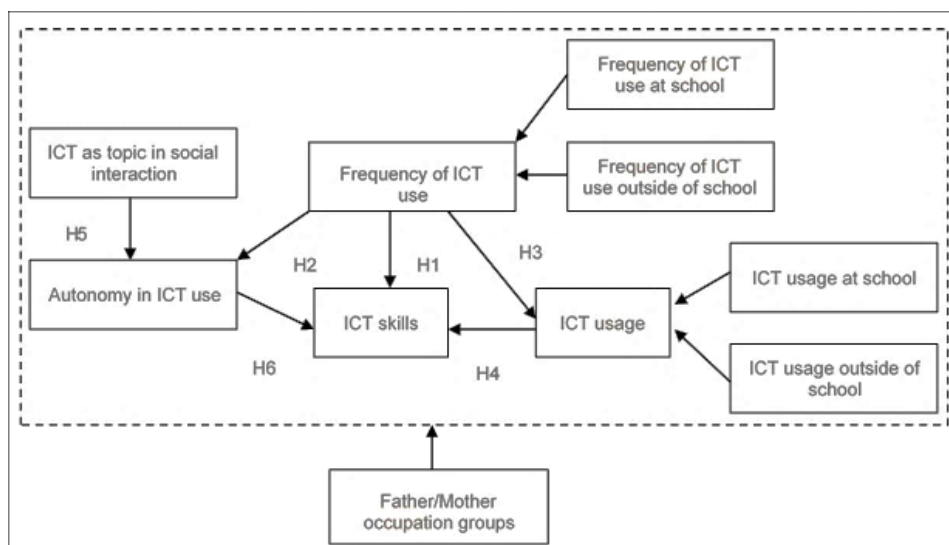 Frequency of ICT
use at school
ICT as topic in social
interaction
Frequency of ICT
use
Frequency of ICT
use outside of school
H5
H2
H1
H3
Autonomy in ICT use
ICT usage at
school
ICT skills
ICT usage
H6
H4
ICT usage outside of
school
Father/Mother
occupation groups